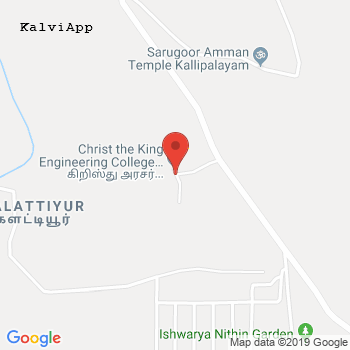 KalviApp
Sarugoor Amman
Temple Kallipalayam
Christ the King
Engineering College...
கிறிஸ்து அரசர்...
ALATTIYUR
களட்டியூர்
Ishwarya Nithin Garden
Google
Map data ©2019 Google